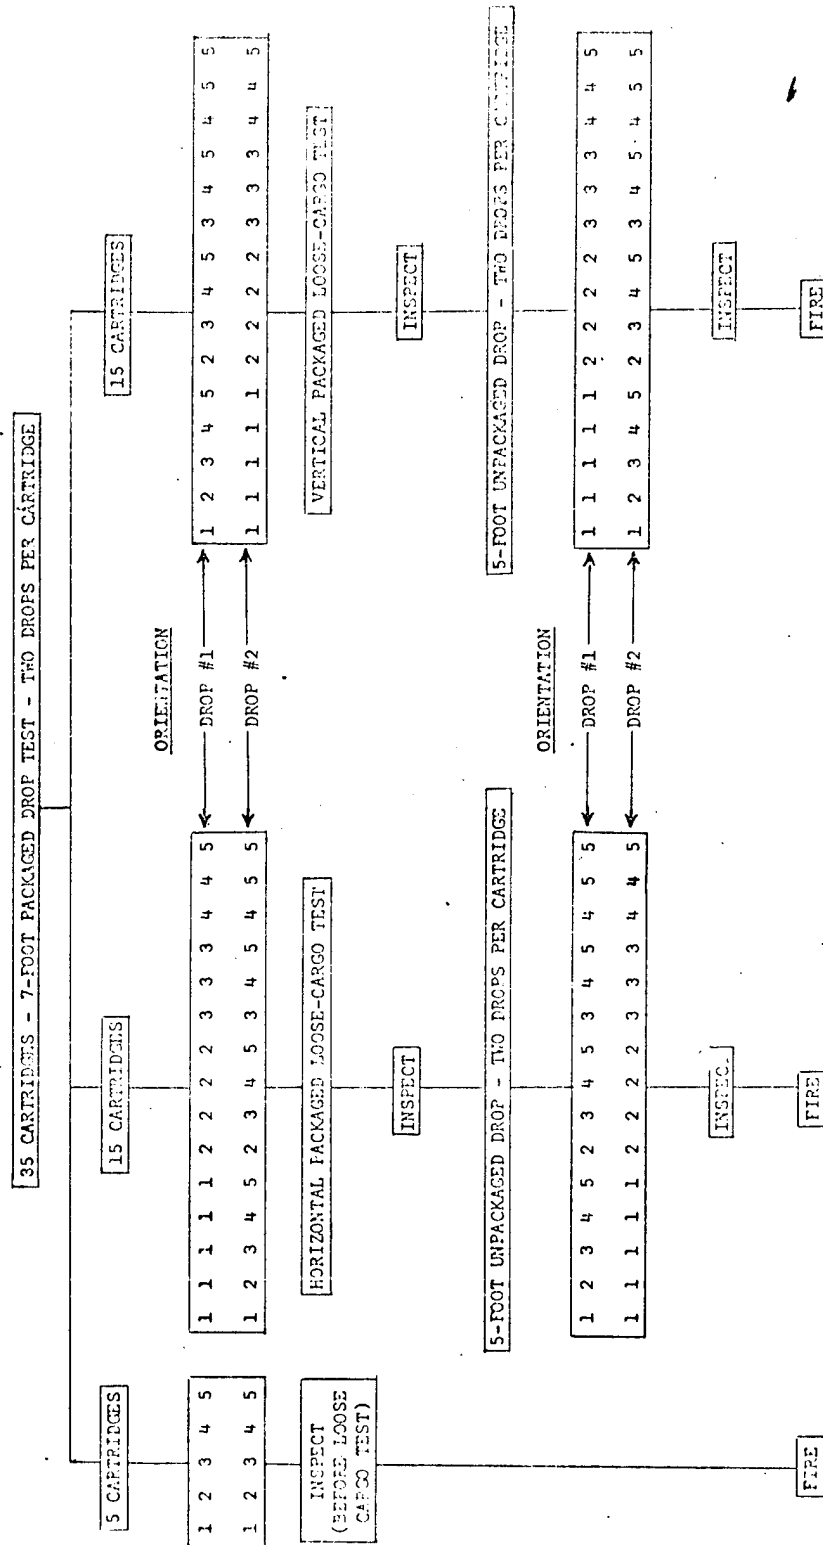 35 CARTRIDGES - 7-FOOT PACKAGED DROP TEST - TWO DROPS PER CARTRIDGE
5 CARTRIDGES
15 CARTRIDGES
15 CARTRIDGES
ORIENTATION
1 2 3 4 5
1 1 1 1 1 2 2 2 2 3 3 3 4 4 5
DROP #1
1 2 3 4 5 2 3 4 5 3 4 5 4 5 5
1 2 3 4 5
1 2 3 4 5 2 3 4 5 3 4 5 4 5 5
DROP #2
1 1 1 1 1 2 2 2 2 3 3 3 4 4 5
INSPECT
(BEFORE LOOSE
CARGO TEST)
HORIZONTAL PACKAGED LOOSE-CARGO TEST
VERTICAL PACKAGED LOOSE-CARGO TEST
INSPECT
INSPECT
5-FOOT UNPACKAGED DROP - TWO DROPS PER CARTRIDGE
5-FOOT UNPACKAGED DROP - TWO DROPS PER CARTRIDGE
ORIENTATION
1 2 3 4 5 2 3 4 5 3 4 5 4 5 5
DROP #1
1 1 1 1 1 2 2 2 2 3 3 3 4 4 5
1 1 1 1 1 2 2 2 2 3 3 3 4 4 5
DROP #2
1 2 3 4 5 2 3 4 5 3 4 5 4 5 5
INSPECT
INSPECT
FIRE
FIRE
FIRE